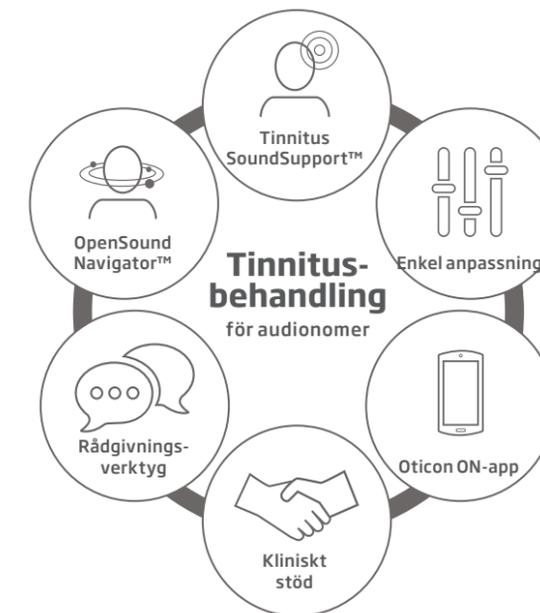 Tinnitus
SoundSupport™
OpenSound
Navigator™
Enkel anpassning
Tinnitus-
behandling
för audionomer
Rådgivnings-
verktyg
Oticon ON-app
Kliniskt
stöd